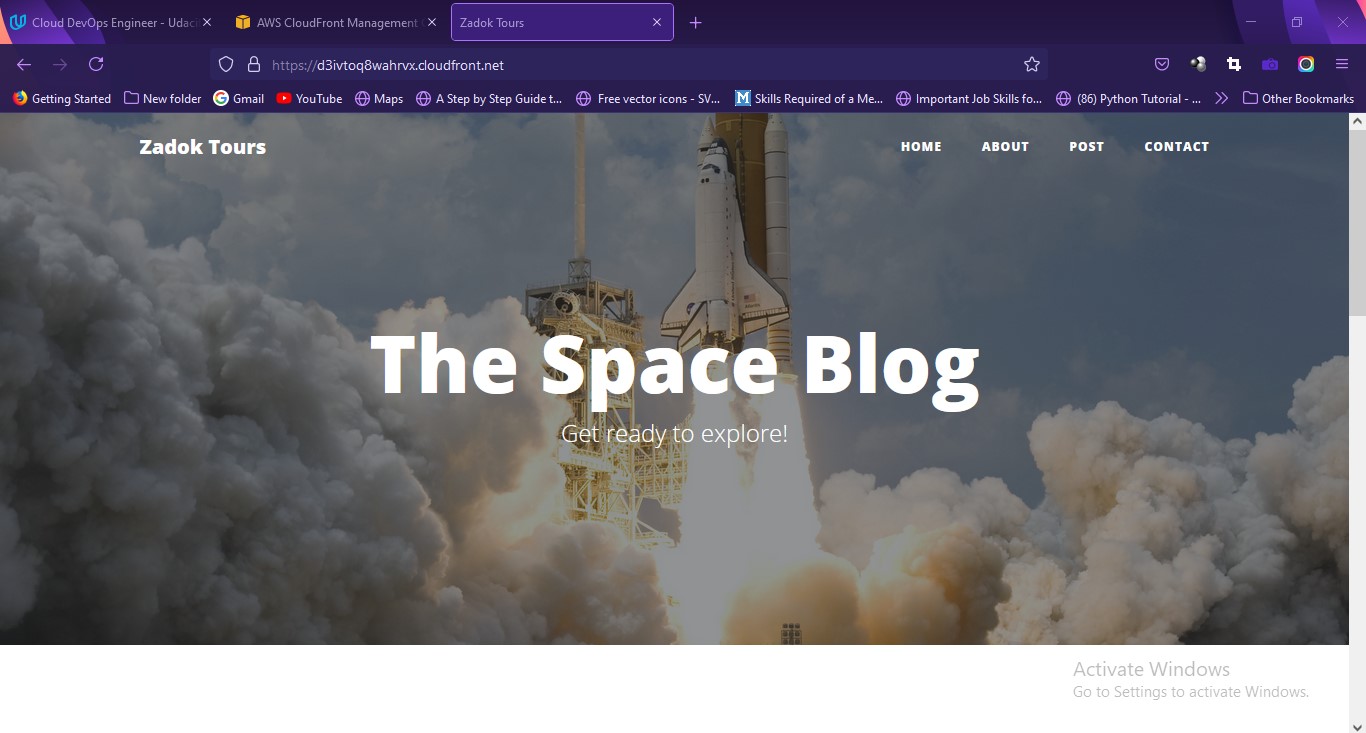 Cloud DevOps Engineer - Udaci
AWS CloudFront Management C
Zadok Tours
https://d3ivtoq8wahrvx.cloudfront.net
Getting Started
New folder
Gmail
YouTube
Maps
A Step by Step Guide t...
Free vector icons - SV...
Skills Required of a Me...
Important Job Skills fo...
(86) Python Tutorial - ...
Other Bookmarks
Zadok Tours
HOME
ABOUT
POST
CONTACT
The Space Blog
Get ready to explore!
Activate Windows
Go to Settings to activate Windows.